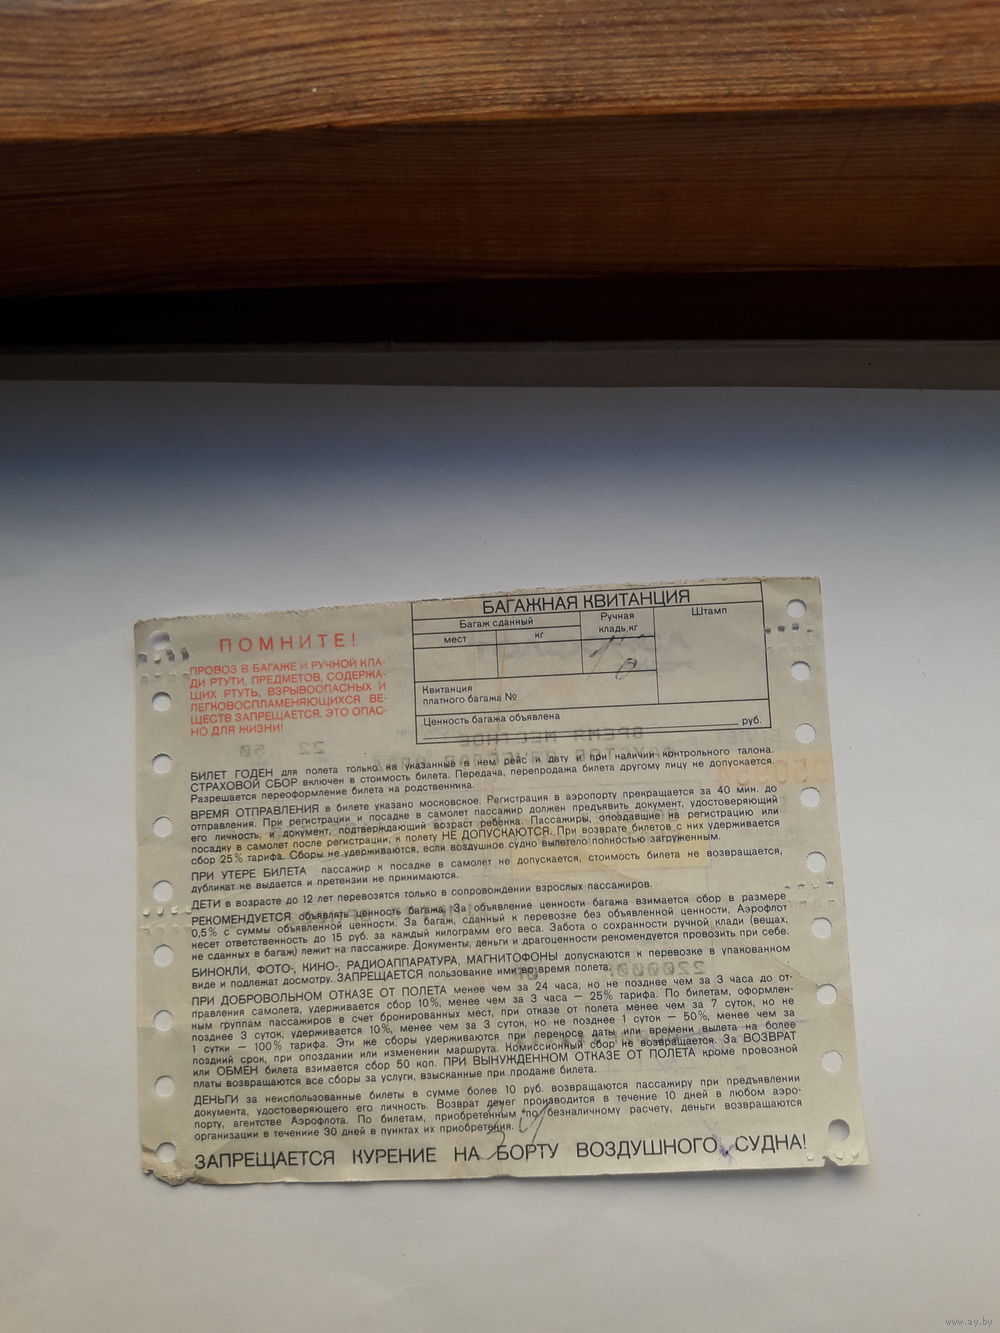 ПОМНИТЕ!
ПРОВОЗ В БАГАЖЕ И РУЧНОЙ КЛА-
ДИ РТУТИ, ПРЕДМЕТОВ, СОДЕРЖА-
ЩИХ РТУТЬ, ВЗРЫВООПАСНЫХ И
ЛЕГКОВОСПЛАМЕНЯЮЩИХСЯ ВЕ-
ЩЕСТВ ЗАПРЕЩАЕТСЯ. ЭТО ОПАС-
НО ДЛЯ ЖИЗНИ!
БАГАЖНАЯ КВИТАНЦИЯ
Багаж сданный
мест
кг
Ручная
кладь, кг
Штамп
Квитанция
платного багажа №
Ценность багажа объявлена
руб.
БИЛЕТ ГОДЕН для полета только на указанные в нем рейс и дату и при наличии контрольного талона.
СТРАХОВОЙ СБОР включен в стоимость билета. Передача, перепродажа билета другому лицу не допускается.
Разрешается переоформление билета на родственника.
ВРЕМЯ ОТПРАВЛЕНИЯ в билете указано московское. Регистрация в аэропорту прекращается за 40 мин. до
отправления. При регистрации и посадке в самолет пассажир должен предъявить документ, удостоверяющий
его личность, и документ, подтверждающий возраст ребенка. Пассажиры, опоздавшие на регистрацию или
посадку в самолет после регистрации, к полету НЕ ДОПУСКАЮТСЯ. При возврате билетов с них удерживается
сбор 25% тарифа. Сборы не удерживаются, если воздушное судно вылетело полностью загруженным.
ПРИ УТЕРЕ БИЛЕТА пассажир к посадке в самолет не допускается, стоимость билета не возвращается,
дубликат не выдается и претензии не принимаются.
ДЕТИ в возрасте до 12 лет перевозятся только в сопровождении взрослых пассажиров.
РЕКОМЕНДУЕТСЯ объявлять ценность багажа. За объявление ценности багажа взимается сбор в размере
0,5% с суммы объявленной ценности. За багаж, сданный к перевозке без объявленной ценности, Аэрофлот
несет ответственность до 15 руб. за каждый килограмм его веса. Забота о сохранности ручной клади (вещах,
не сданных в багаж) лежит на пассажире. Документы, деньги и драгоценности рекомендуется провозить при себе.
БИНОКЛИ, ФОТО-, КИНО-, РАДИОАППАРАТУРА, МАГНИТОФОНЫ допускаются к перевозке в упакованном
виде и подлежат досмотру. ЗАПРЕЩАЕТСЯ пользование ими во время полета.
ПРИ ДОБРОВОЛЬНОМ ОТКАЗЕ ОТ ПОЛЕТА менее чем за 24 часа, но не позднее чем за 3 часа до от-
правления самолета, удерживается сбор 10%, менее чем за 3 часа — 25% тарифа. По билетам, оформлен-
ным группам пассажиров в счет бронированных мест, при отказе от полета менее чем за 7 суток, но не
позднее 3 суток, удерживается 10%, менее чем за 3 суток, но не позднее 1 суток — 50%, менее чем за
1 сутки — 100% тарифа. Эти же сборы удерживаются при переносе даты или времени вылета на более
поздний срок, при опоздании или изменении маршрута. Комиссионный сбор не возвращается. За ВОЗВРАТ
или ОБМЕН билета взимается сбор 50 коп. ПРИ ВЫНУЖДЕННОМ ОТКАЗЕ ОТ ПОЛЕТА кроме провозной
платы возвращаются все сборы за услуги, взысканные при продаже билета.
ДЕНЬГИ за неиспользованные билеты в сумме более 10 руб. возвращаются пассажиру при предъявлении
документа, удостоверяющего его личность. Возврат денег производится в течение 10 дней в любом аэро-
порту, агентстве Аэрофлота. По билетам, приобретенным по безналичному расчету, деньги возвращаются
организации в течение 30 дней в пунктах их приобретения.
ЗАПРЕЩАЕТСЯ КУРЕНИЕ НА БОРТУ ВОЗДУШНОГО СУДНА!
www.ay.by